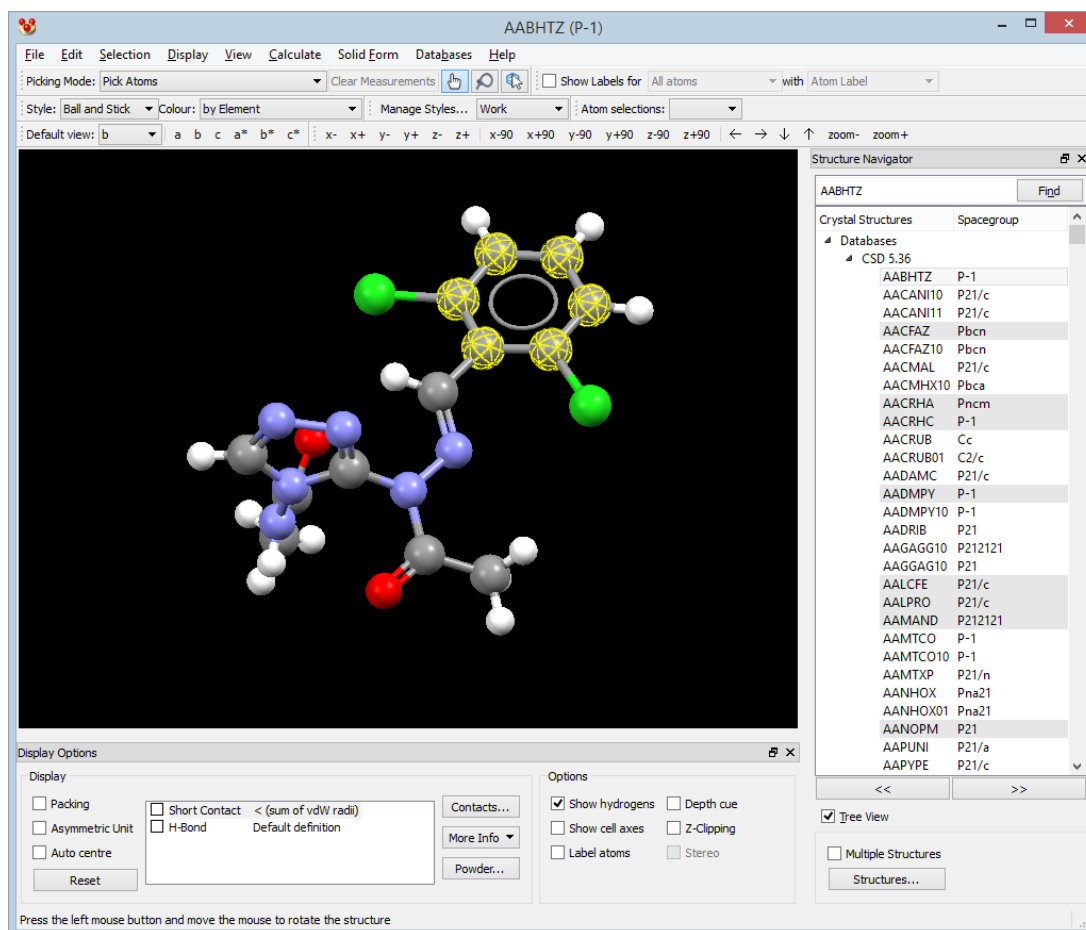 AABHTZ (P-1)
File Edit Selection Display View Calculate Solid Form Databases Help
Picking Mode: Pick Atoms Clear Measurements Show Labels for All atoms with Atom Label
Style: Ball and Stick Colour: by Element Manage Styles... Work Atom selections:
Default view: b a b c a* b* c* x- x+ y- y+ z- z+ x-90 x+90 y-90 y+90 z-90 z+90 ← → ↓ ↑ zoom- zoom+
Structure Navigator
AABHTZ Find
Crystal Structures Spacegroup
Databases
CSD 5.36
AABHTZ P-1
AACANI10 P21/c
AACANI11 P21/c
AACFAZ Pbcn
AACFAZ10 Pbcn
AACMAL P21/c
AACMHX10 Pbca
AACRHA Pncm
AACRHC P-1
AACRUB Cc
AACRUB01 C2/c
AADAMC P21/c
AADMPY P-1
AADMPY10 P-1
AADRIB P21
AAGAGG10 P212121
AAGGAG10 P21
AALCFE P21/c
AALPRO P21/c
AAMAND P212121
AAMTCO P-1
AAMTCO10 P-1
AAMTXP P21/n
AANHOX Pna21
AANHOX01 Pna21
AANOPM P21
AAPUNI P21/a
AAPYPE P21/c
<< >>
Tree View
Multiple Structures
Structures...
Display Options
Display
Packing
Asymmetric Unit
Auto centre
Reset
Short Contact < (sum of vdW radii)
H-Bond Default definition
Contacts...
More Info
Powder...
Options
Show hydrogens Depth cue
Show cell axes Z-Clipping
Label atoms Stereo
Press the left mouse button and move the mouse to rotate the structure